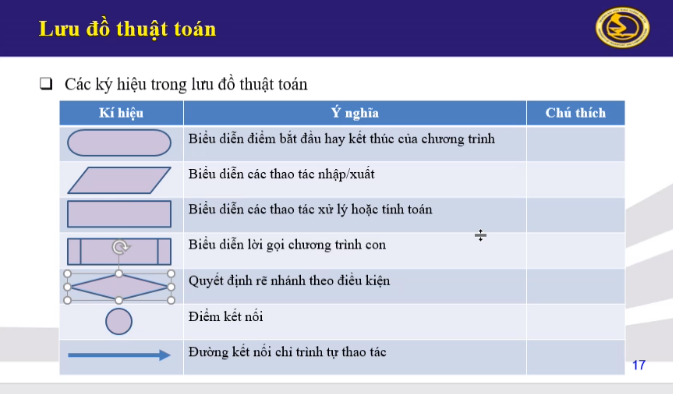 Lưu đồ thuật toán
❑ Các ký hiệu trong lưu đồ thuật toán
Kí hiệu Ý nghĩa Chú thích
Biểu diễn điểm bắt đầu hay kết thúc của chương trình
Biểu diễn các thao tác nhập/xuất
Biểu diễn các thao tác xử lý hoặc tính toán
Biểu diễn lời gọi chương trình con
Quyết định rẽ nhánh theo điều kiện
Điểm kết nối
Đường kết nối chỉ trình tự thao tác
17